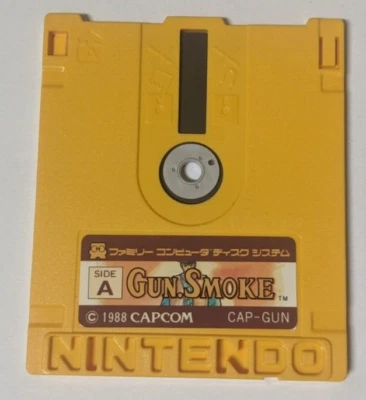 ファミリー コンピュータ ディスク システム
SIDE
A
GUN.SMOKE™
© 1988 CAPCOM CAP-GUN
NINTENDO